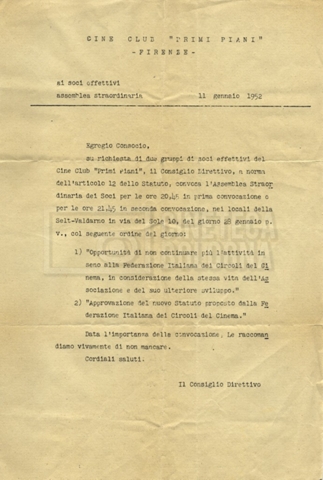 CINE CLUB "PRIMI PIANI"
-FIRENZE-
ai soci effettivi
assemblea straordinaria 11 gennaio 1952
Egregio Consocio,
su richiesta di due gruppi di soci effettivi del
Cine Club "Primi Piani", il Consiglio Direttivo, a norma
dell'articolo 12 dello Statuto, convoca l'Assemblea Straor
dinaria dei Soci per le ore 20,45 in prima convocazione e
per le ore 21.45 in seconda convocazione, nei locali della
Selt-Valdarno in via del Sole 10, del giorno 28 gennaio p.
v., col seguente ordine del giorno:
1) "Opportunità di non continuare più l'attività in
seno alla Federazione Italiana dei Circoli del Ci
nema, in considerazione della stessa vita dell'As
sociazione e del suo ulteriore sviluppo."
2) "Approvazione del nuovo Statuto proposto dalla Fe
derazione Italiana dei Circoli del Cinema."
Data l'importanza delle convocazione, Le raccoman
diamo vivamente di non mancare.
Cordiali saluti.
Il Consiglio Direttivo